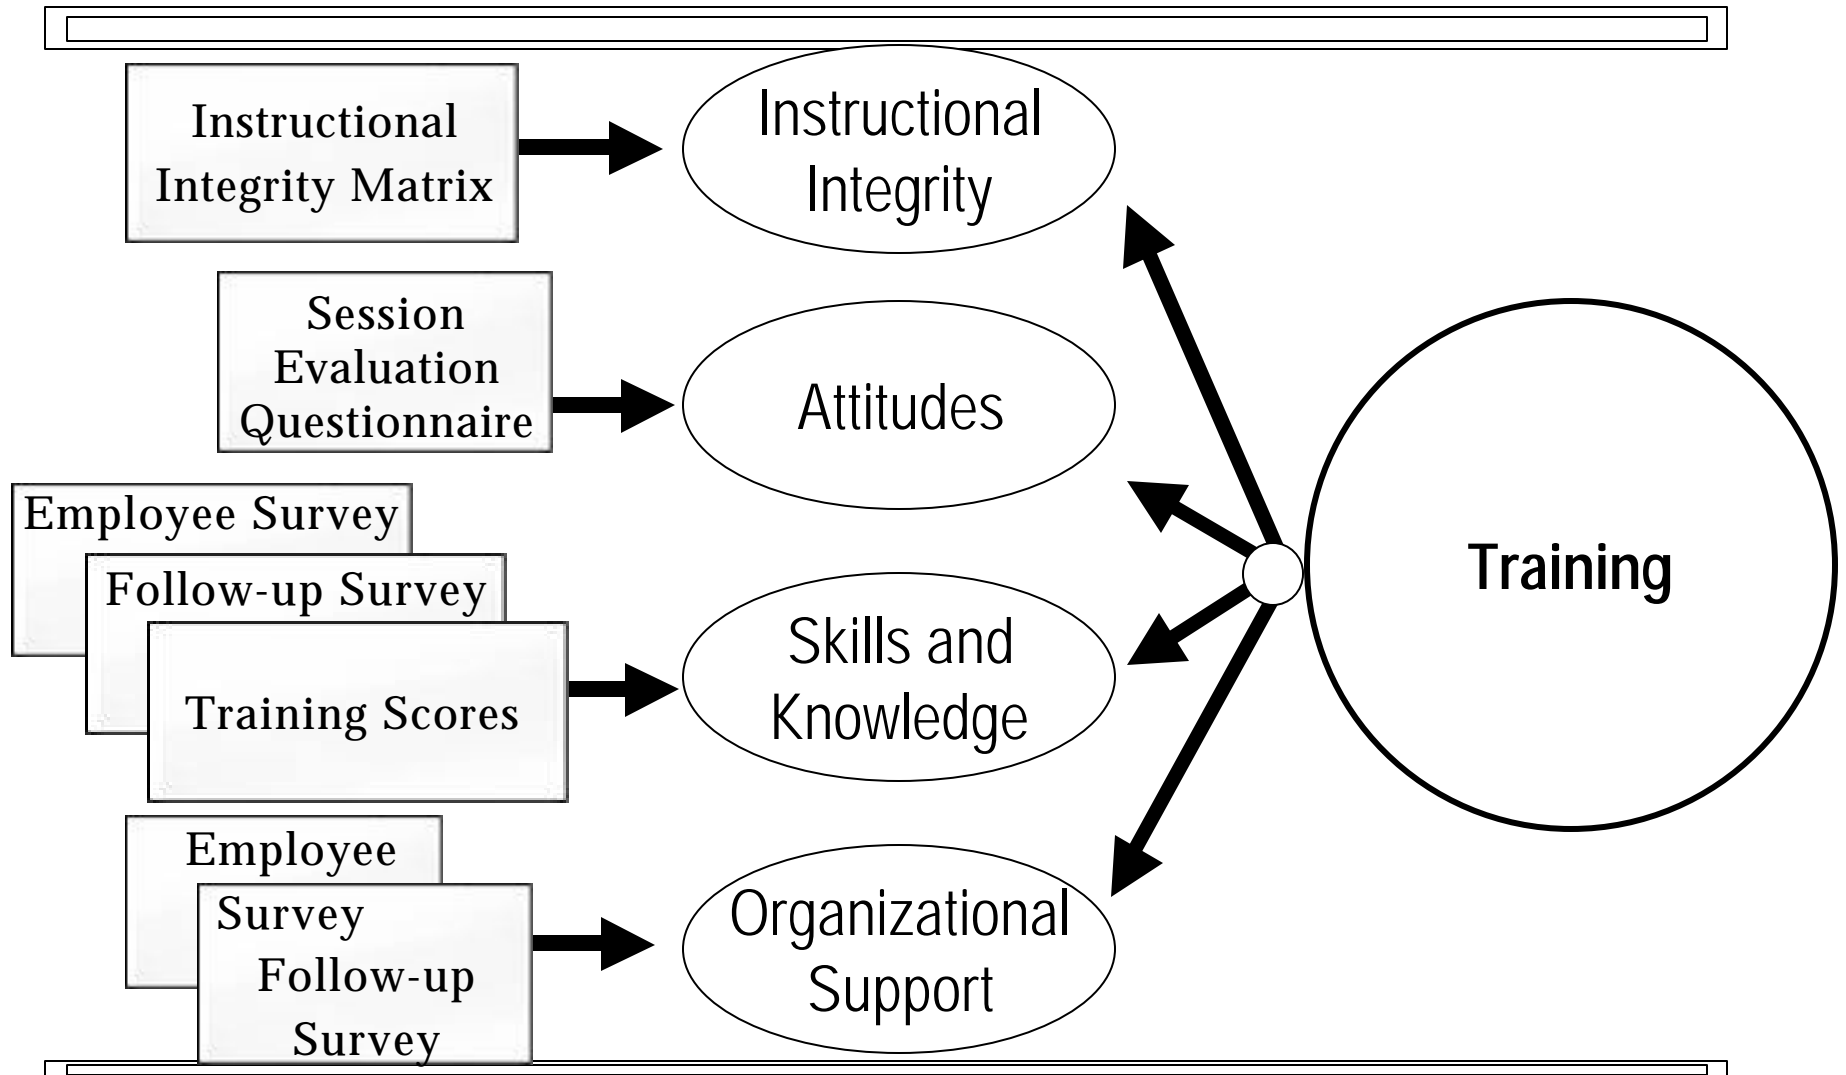 Instructional
Integrity Matrix
Instructional
Integrity
Session
Evaluation
Questionnaire
Attitudes
Employee Survey
Follow-up Survey
Training Scores
Skills and
Knowledge
Employee
Survey
Follow-up
Survey
Organizational
Support
Training